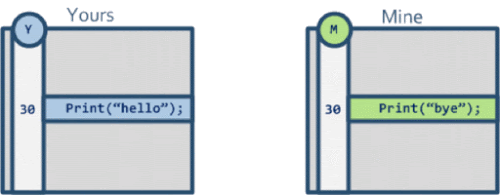 Yours
Mine
Y
M
30 Print(“hello”);
30 Print(“bye”);